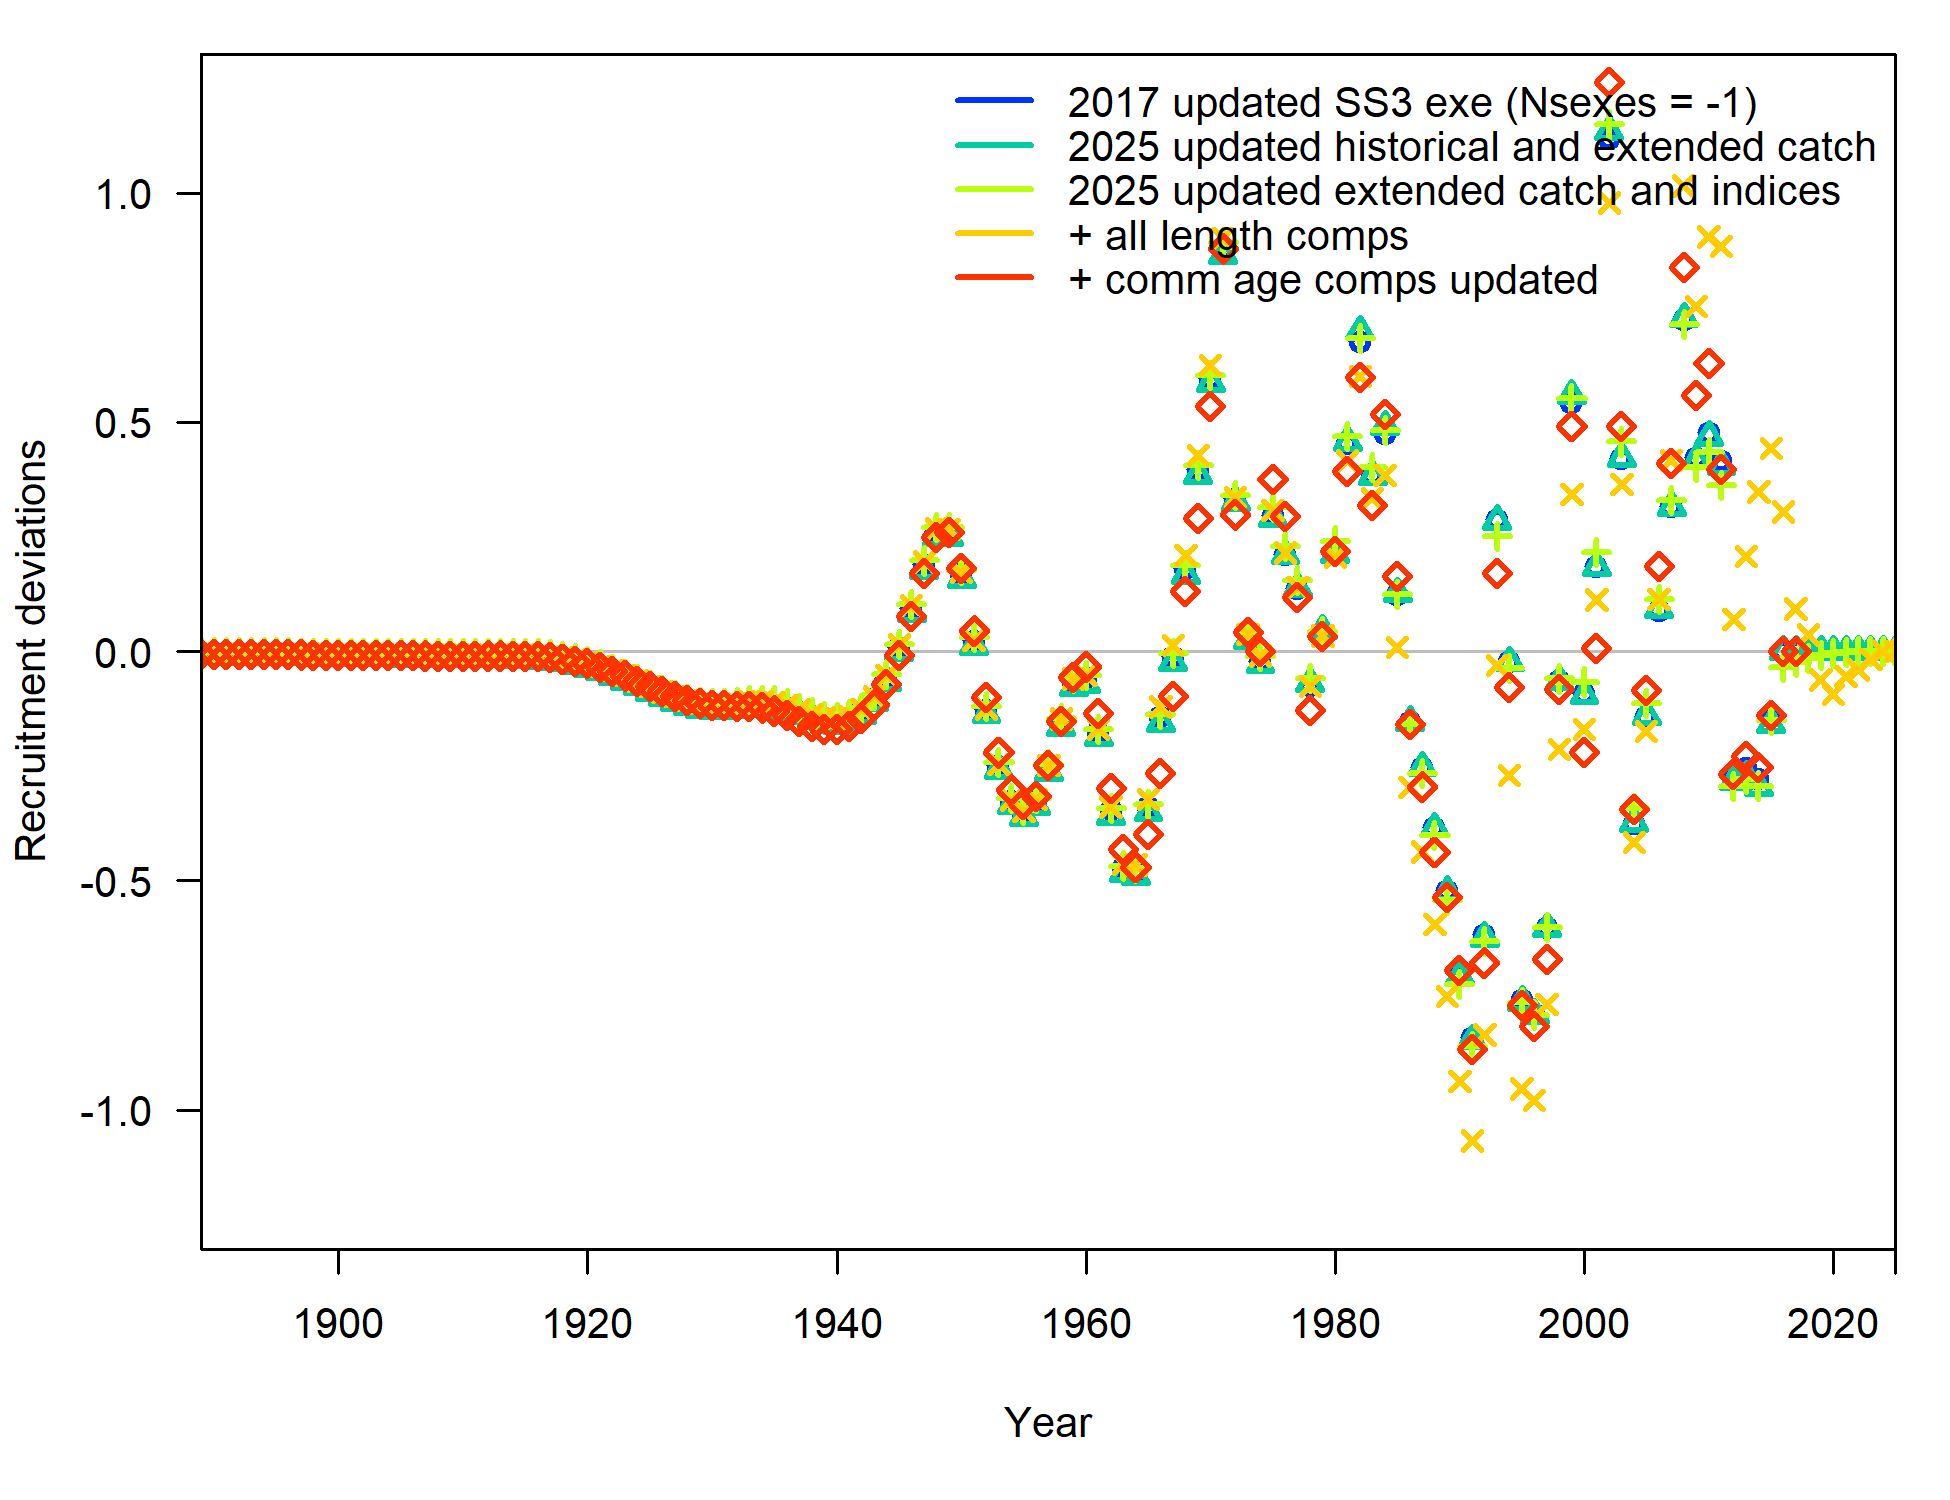 2017 updated SS3 exe (Nsexes = -1)
2025 updated historical and extended catch
2025 updated extended catch and indices
+ all length comps
+ comm age comps updated
1.0
0.5
0.0
-0.5
-1.0
Recruitment deviations
1900 1920 1940 1960 1980 2000 2020
Year